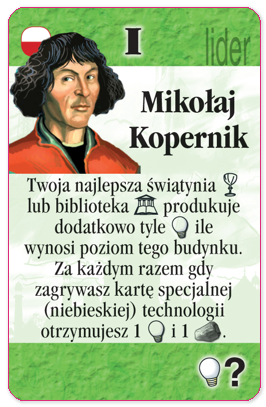 I
lider
Mikołaj
Kopernik
Twoja najlepsza świątynia
lub biblioteka produkuje
dodatkowo tyle ile
wynosi poziom tego budynku.
Za każdym razem gdy
zagrywasz kartę specjalnej
(niebieskiej) technologii
otrzymujesz 1 i 1 .
?